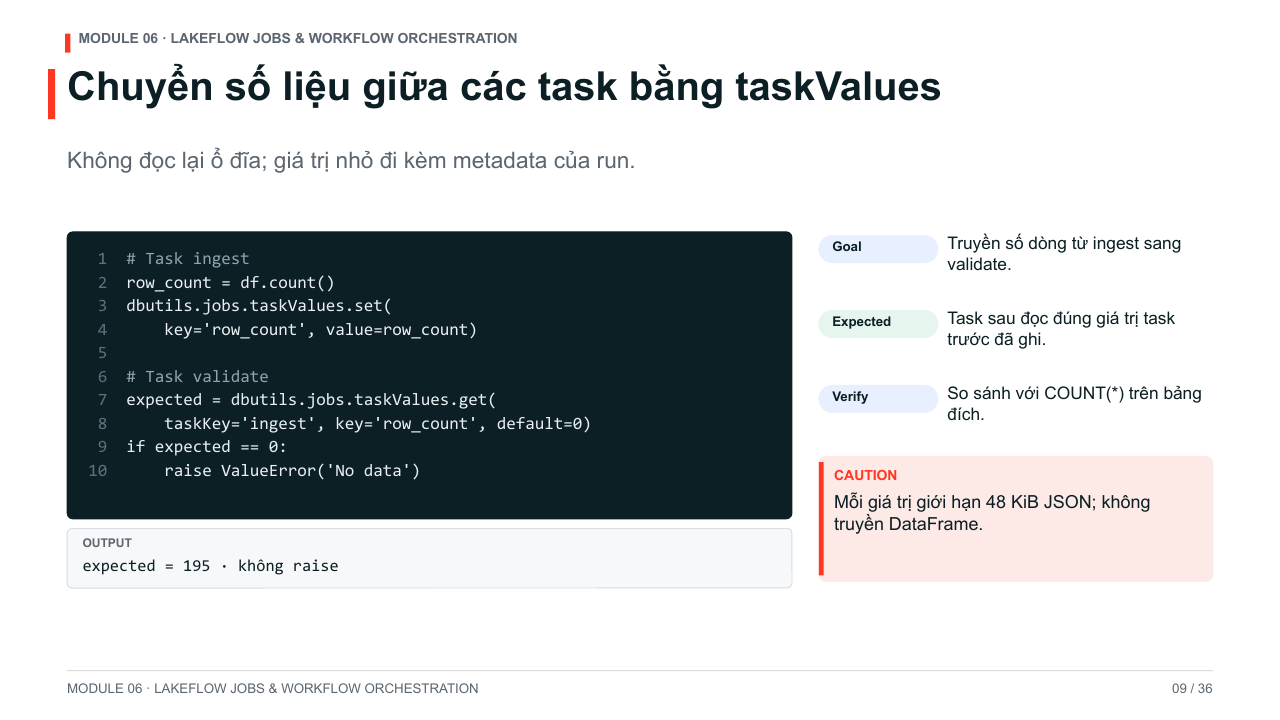 MODULE 06 · LAKEFLOW JOBS & WORKFLOW ORCHESTRATION
Chuyển số liệu giữa các task bằng taskValues
Không đọc lại ổ đĩa; giá trị nhỏ đi kèm metadata của run.
1 # Task ingest
2 row_count = df.count()
3 dbutils.jobs.taskValues.set(
4     key='row_count', value=row_count)
5
6 # Task validate
7 expected = dbutils.jobs.taskValues.get(
8     taskKey='ingest', key='row_count', default=0)
9 if expected == 0:
10     raise ValueError('No data')
OUTPUT
expected = 195 · không raise
Goal
Truyền số dòng từ ingest sang
validate.
Expected
Task sau đọc đúng giá trị task
trước đã ghi.
Verify
So sánh với COUNT(*) trên bảng
đích.
CAUTION
Mỗi giá trị giới hạn 48 KiB JSON; không
truyền DataFrame.
MODULE 06 · LAKEFLOW JOBS & WORKFLOW ORCHESTRATION
09 / 36